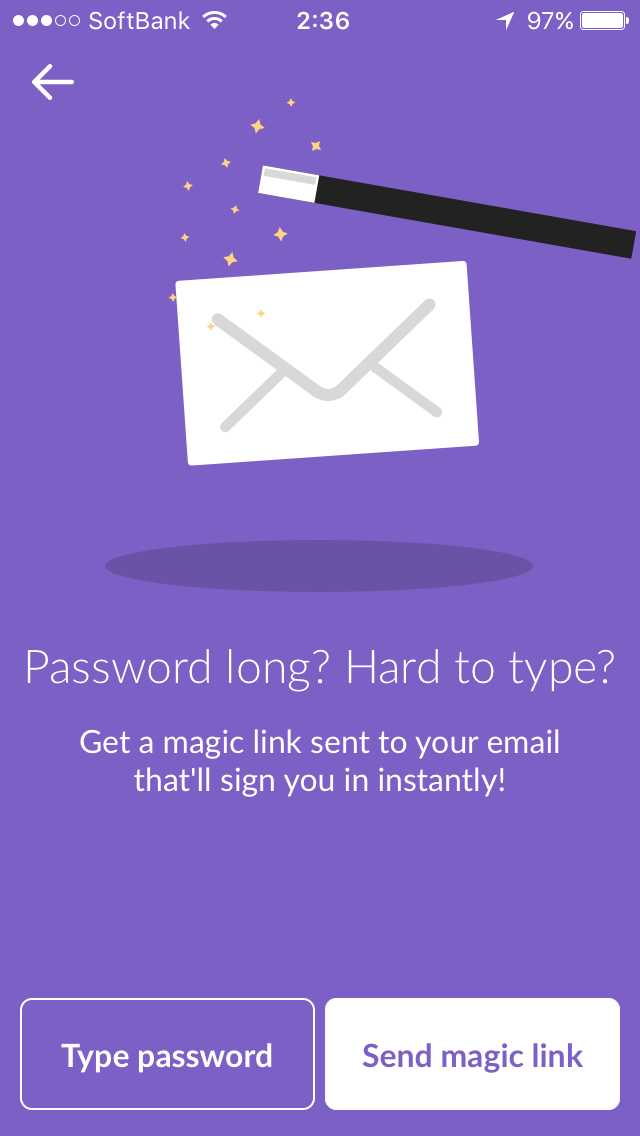 SoftBank 2:36 97%
Password long? Hard to type?
Get a magic link sent to your email
that'll sign you in instantly!
Type password Send magic link